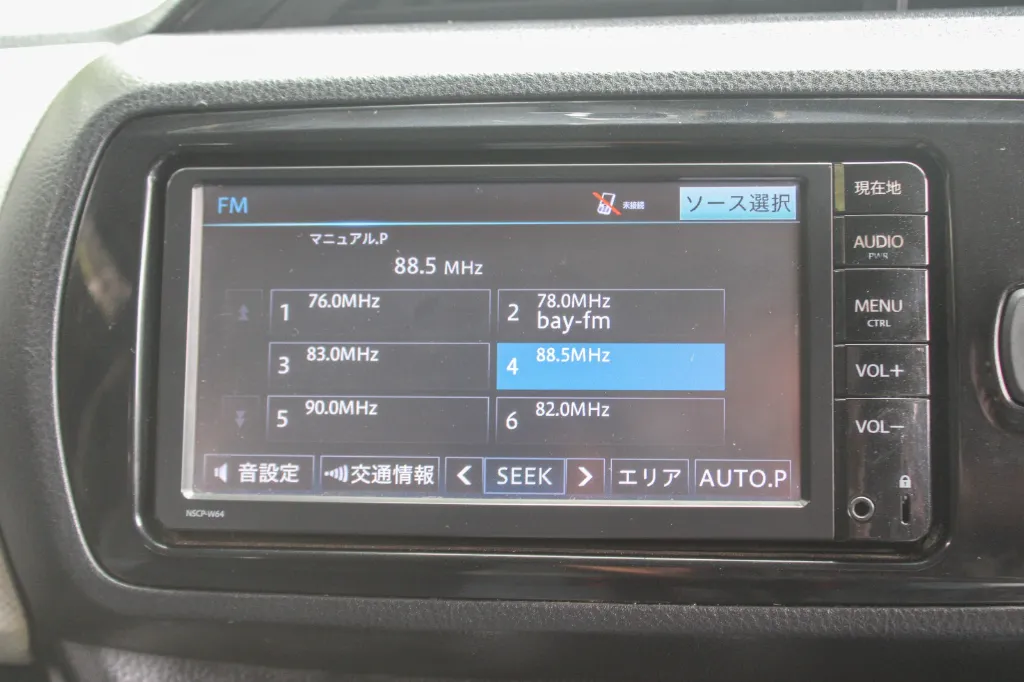 FM
未接続
ソース選択
マニュアル.P
88.5 MHz
1 76.0MHz
2 78.0MHz
bay-fm
3 83.0MHz
4 88.5MHz
5 90.0MHz
6 82.0MHz
音設定
交通情報
< SEEK >
エリア
AUTO.P
NSCP-W64
現在地
AUDIO
PWR
MENU
CTRL
VOL+
VOL−